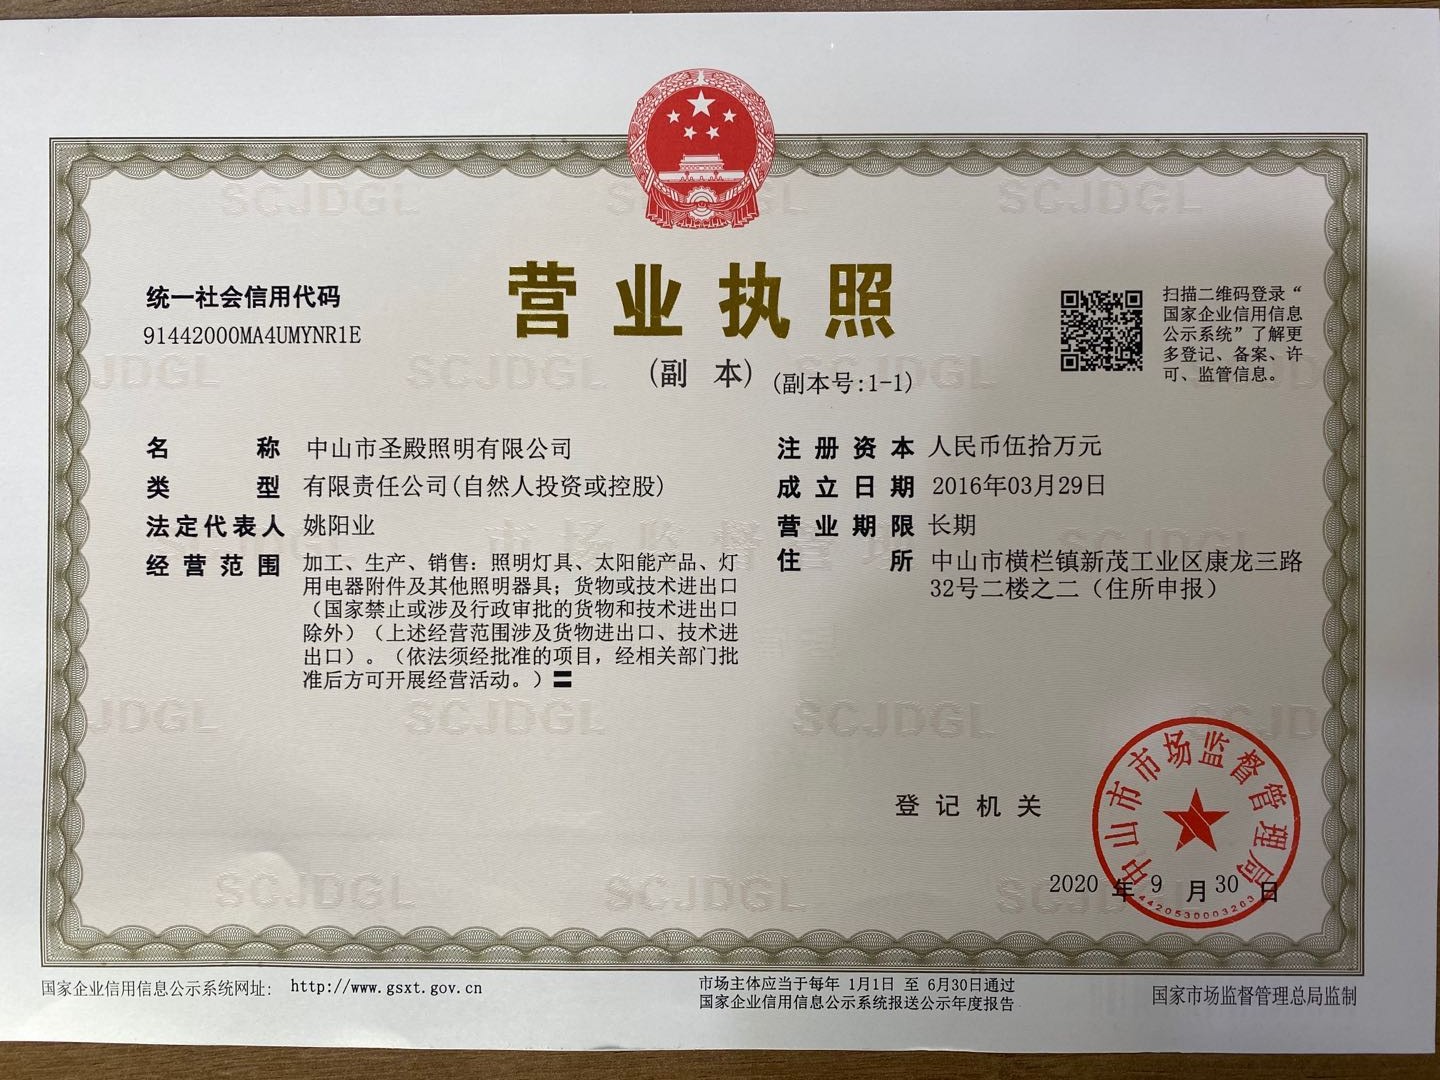 营业执照
(副 本) (副本号:1-1)
统一社会信用代码
91442000MA4UMYNR1E
扫描二维码登录“
国家企业信用信息
公示系统”了解更
多登记、备案、许
可、监管信息。
名 称 中山市圣殿照明有限公司
类 型 有限责任公司(自然人投资或控股)
法定代表人 姚阳业
经营范围 加工、生产、销售：照明灯具、太阳能产品、灯
用电器附件及其他照明器具；货物或技术进出口
（国家禁止或涉及行政审批的货物和技术进出口
除外）（上述经营范围涉及货物进出口、技术进
出口）。（依法须经批准的项目，经相关部门批
准后方可开展经营活动。）〓
注册资本 人民币伍拾万元
成立日期 2016年03月29日
营业期限 长期
住 所 中山市横栏镇新茂工业区康龙三路
32号二楼之二（住所申报）
登记机关
中山市市场监督管理局
2020 年 9 月 30 日
4420530003263
国家企业信用信息公示系统网址: http://www.gsxt.gov.cn
市场主体应当于每年 1月1日 至 6月30日通过
国家企业信用信息公示系统报送公示年度报告
国家市场监督管理总局监制
SCJDGL